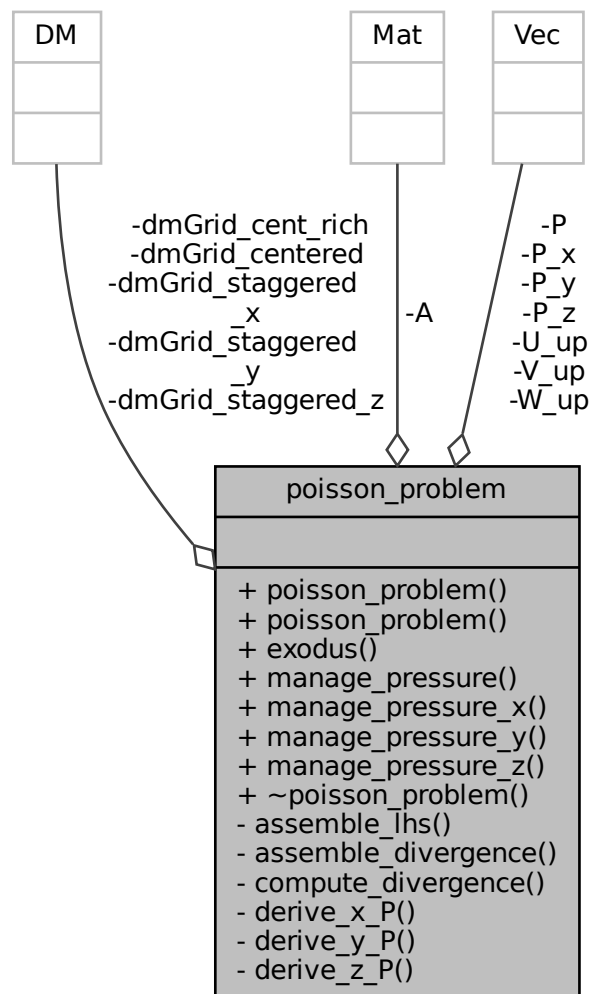 DM
Mat
Vec
-dmGrid_cent_rich
-dmGrid_centered
-dmGrid_staggered
_x
-dmGrid_staggered
_y
-dmGrid_staggered_z
-A
-P
-P_x
-P_y
-P_z
-U_up
-V_up
-W_up
poisson_problem
+ poisson_problem()
+ poisson_problem()
+ exodus()
+ manage_pressure()
+ manage_pressure_x()
+ manage_pressure_y()
+ manage_pressure_z()
+ ~poisson_problem()
- assemble_lhs()
- assemble_divergence()
- compute_divergence()
- derive_x_P()
- derive_y_P()
- derive_z_P()